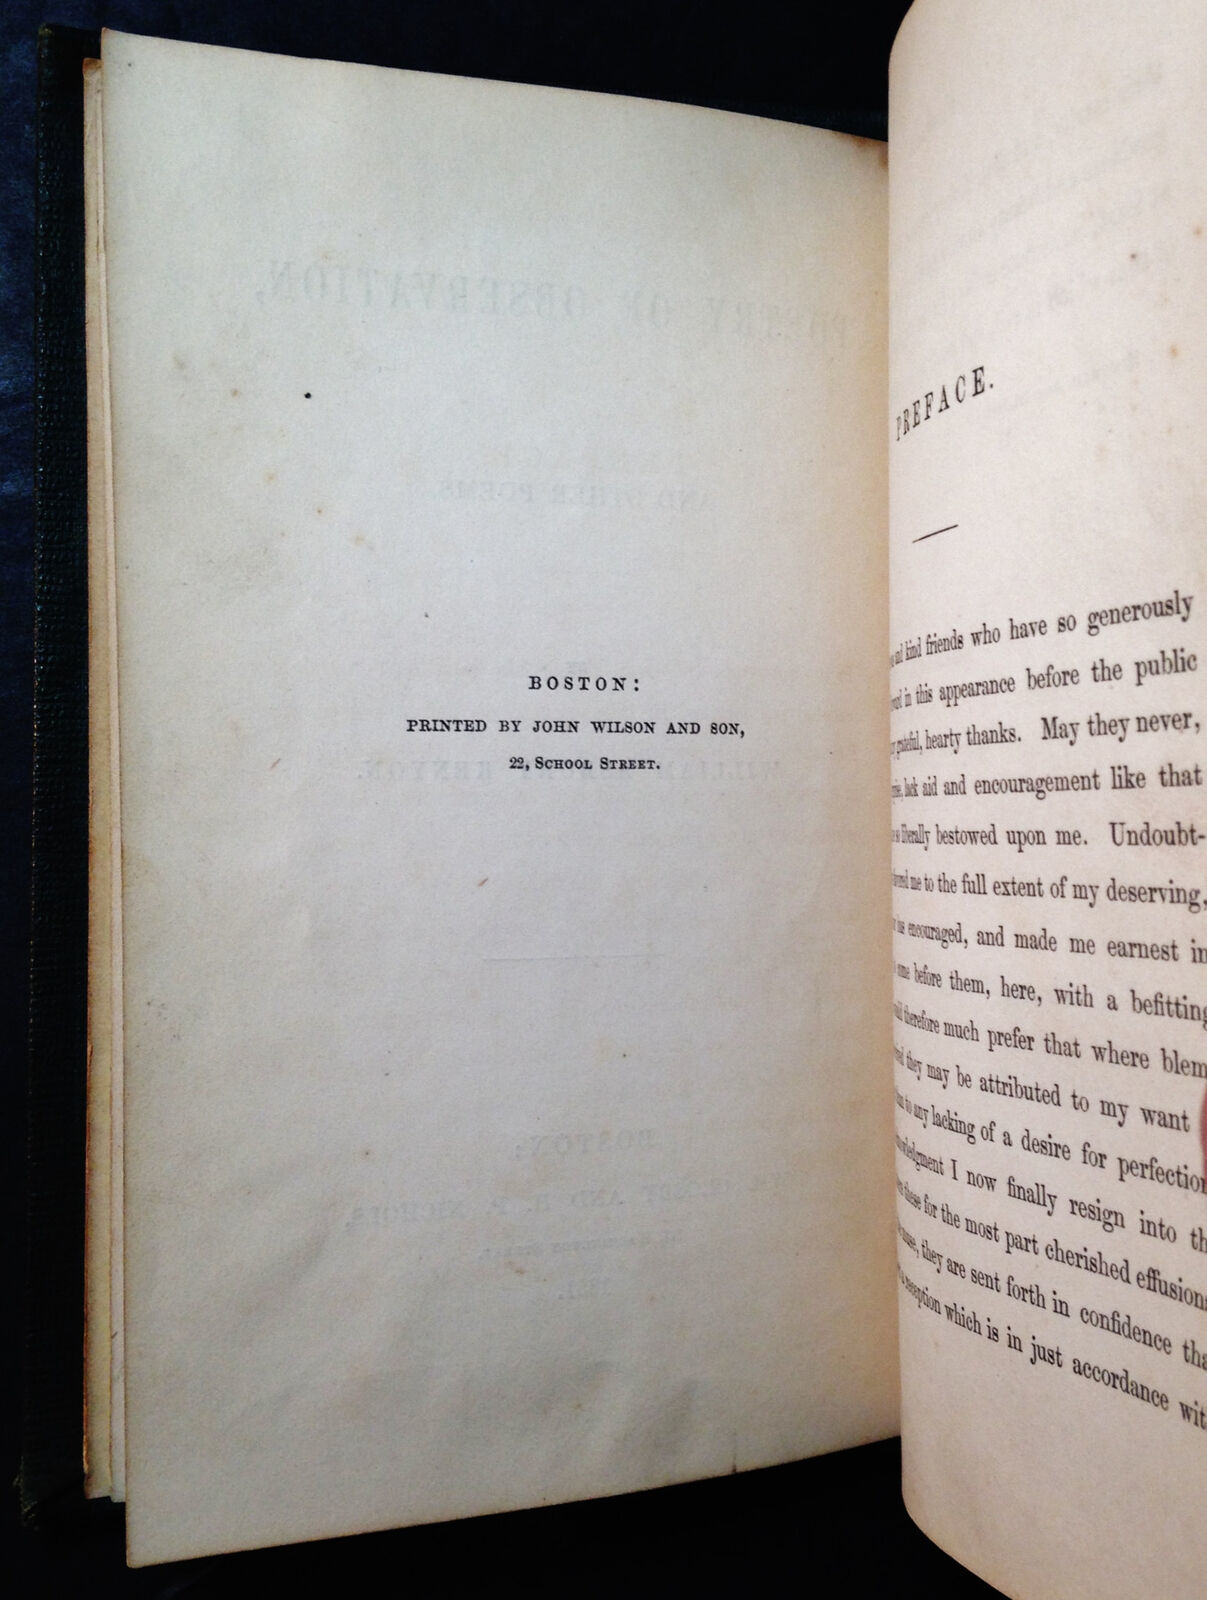 BOSTON:
PRINTED BY JOHN WILSON AND SON,
22, SCHOOL STREET.
PREFACE.
and kind friends who have so generously
in this appearance before the public
grateful, hearty thanks. May they never,
lack aid and encouragement like that
so liberally bestowed upon me. Undoubt-
me to the full extent of my deserving,
encouraged, and made me earnest in
before them, here, with a befitting
therefore much prefer that where blem
they may be attributed to my want
to any lacking of a desire for perfection
I now finally resign into th
these for the most part cherished effusions
they are sent forth in confidence tha
reception which is in just accordance wit